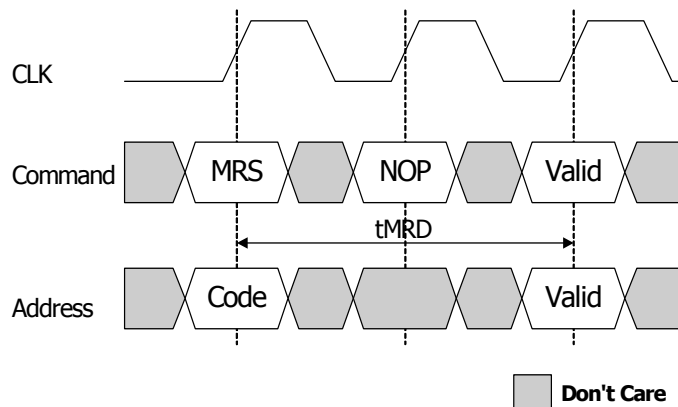 CLK
Command MRS NOP Valid
tMRD
Address Code Valid
Don't Care